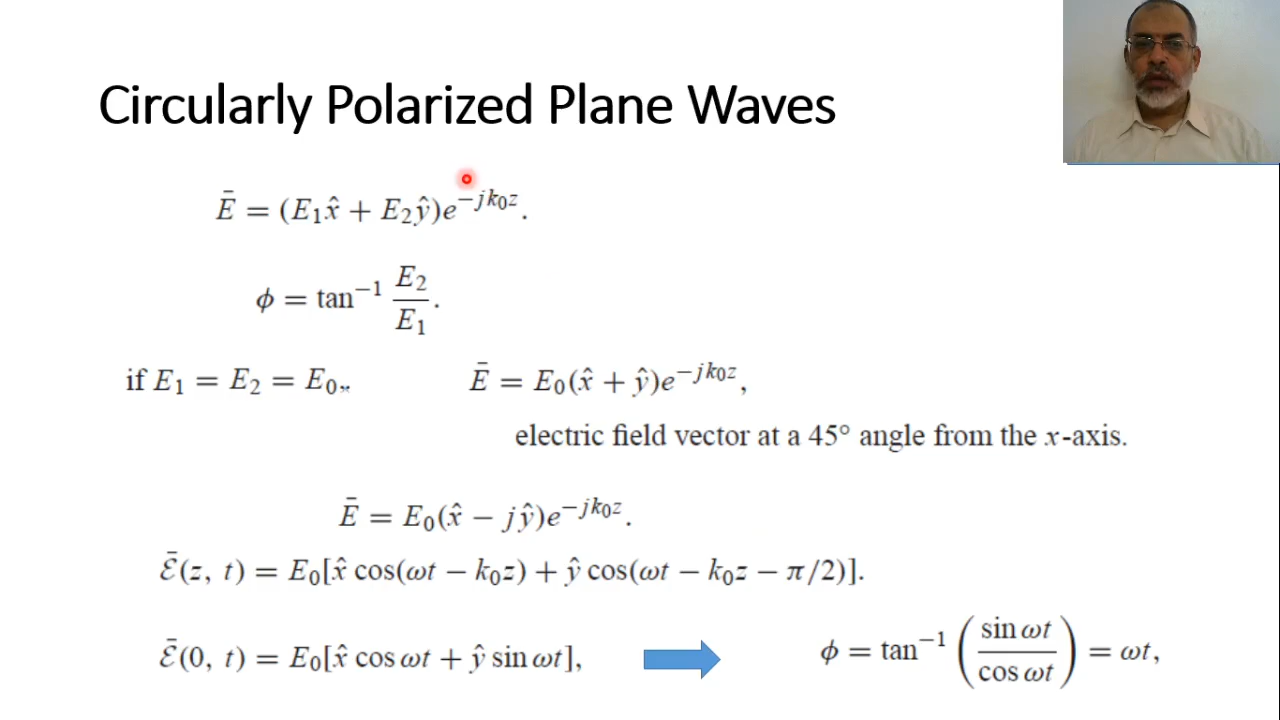 Circularly Polarized Plane Waves
Ē = (E₁x̂ + E₂ŷ)e^{−jk₀z}.
ϕ = tan⁻¹ E₂/E₁.
if E₁ = E₂ = E₀,, Ē = E₀(x̂ + ŷ)e^{−jk₀z},
electric field vector at a 45° angle from the x-axis.
Ē = E₀(x̂ − jŷ)e^{−jk₀z}.
ℰ̄(z, t) = E₀[x̂ cos(ωt − k₀z) + ŷ cos(ωt − k₀z − π/2)].
ℰ̄(0, t) = E₀[x̂ cos ωt + ŷ sin ωt], ϕ = tan⁻¹ (sin ωt / cos ωt) = ωt,